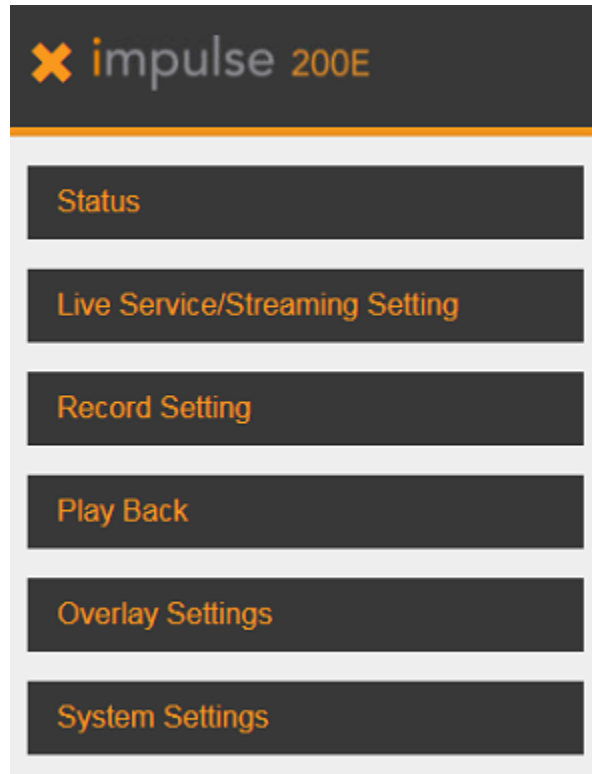 impulse 200E
Status
Live Service/Streaming Setting
Record Setting
Play Back
Overlay Settings
System Settings